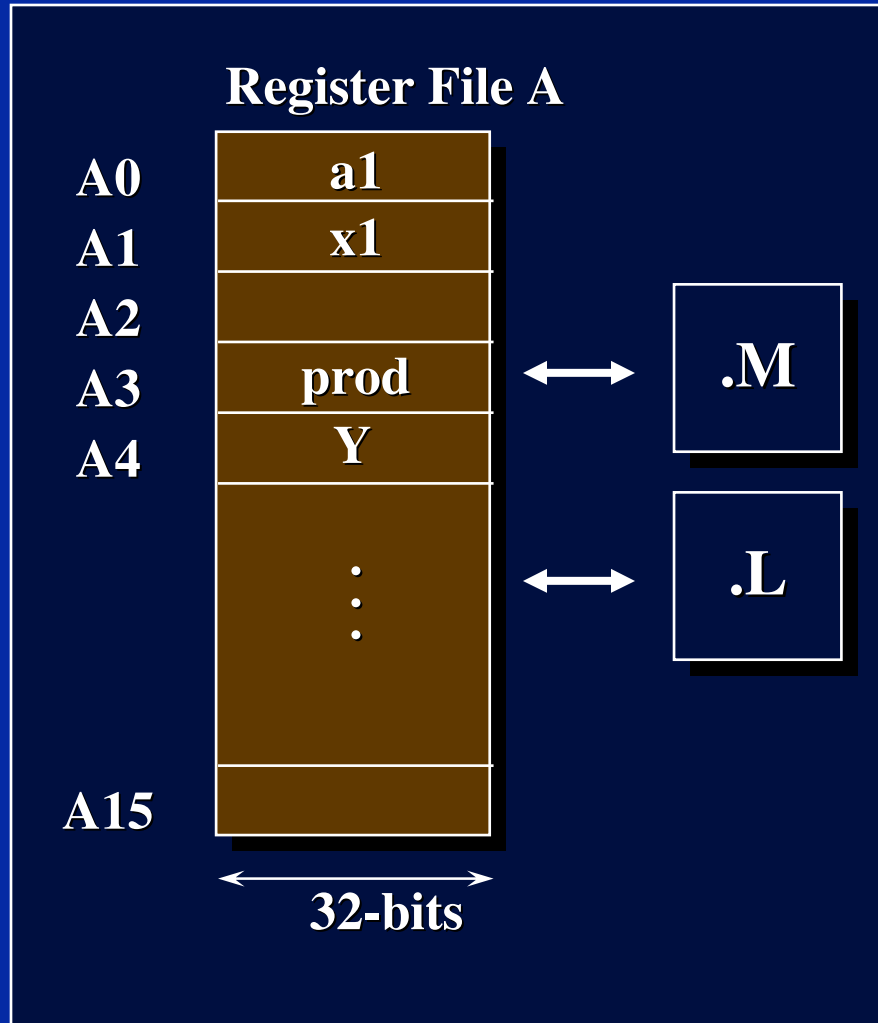 Register File A
A0 a1
A1 x1
A2
A3 prod
A4 Y
.M
.L
A15
32-bits